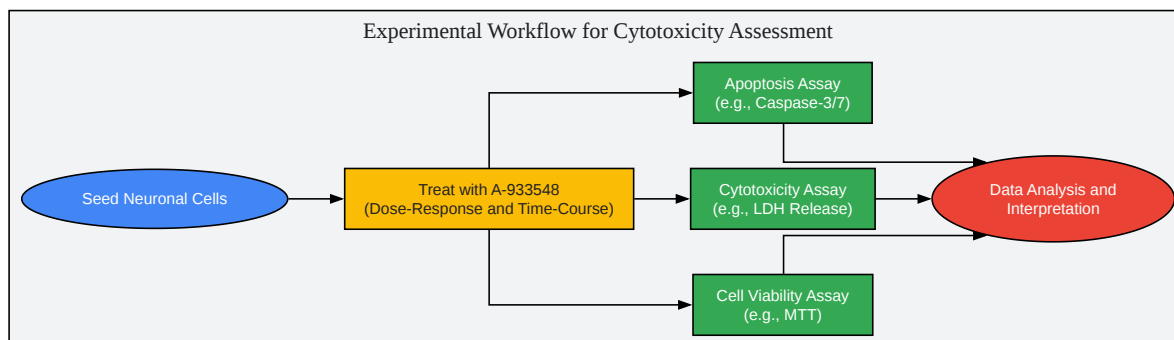 Experimental Workflow for Cytotoxicity Assessment
Seed Neuronal Cells
Treat with A-933548
(Dose-Response and Time-Course)
Apoptosis Assay
(e.g., Caspase-3/7)
Cytotoxicity Assay
(e.g., LDH Release)
Cell Viability Assay
(e.g., MTT)
Data Analysis and
Interpretation